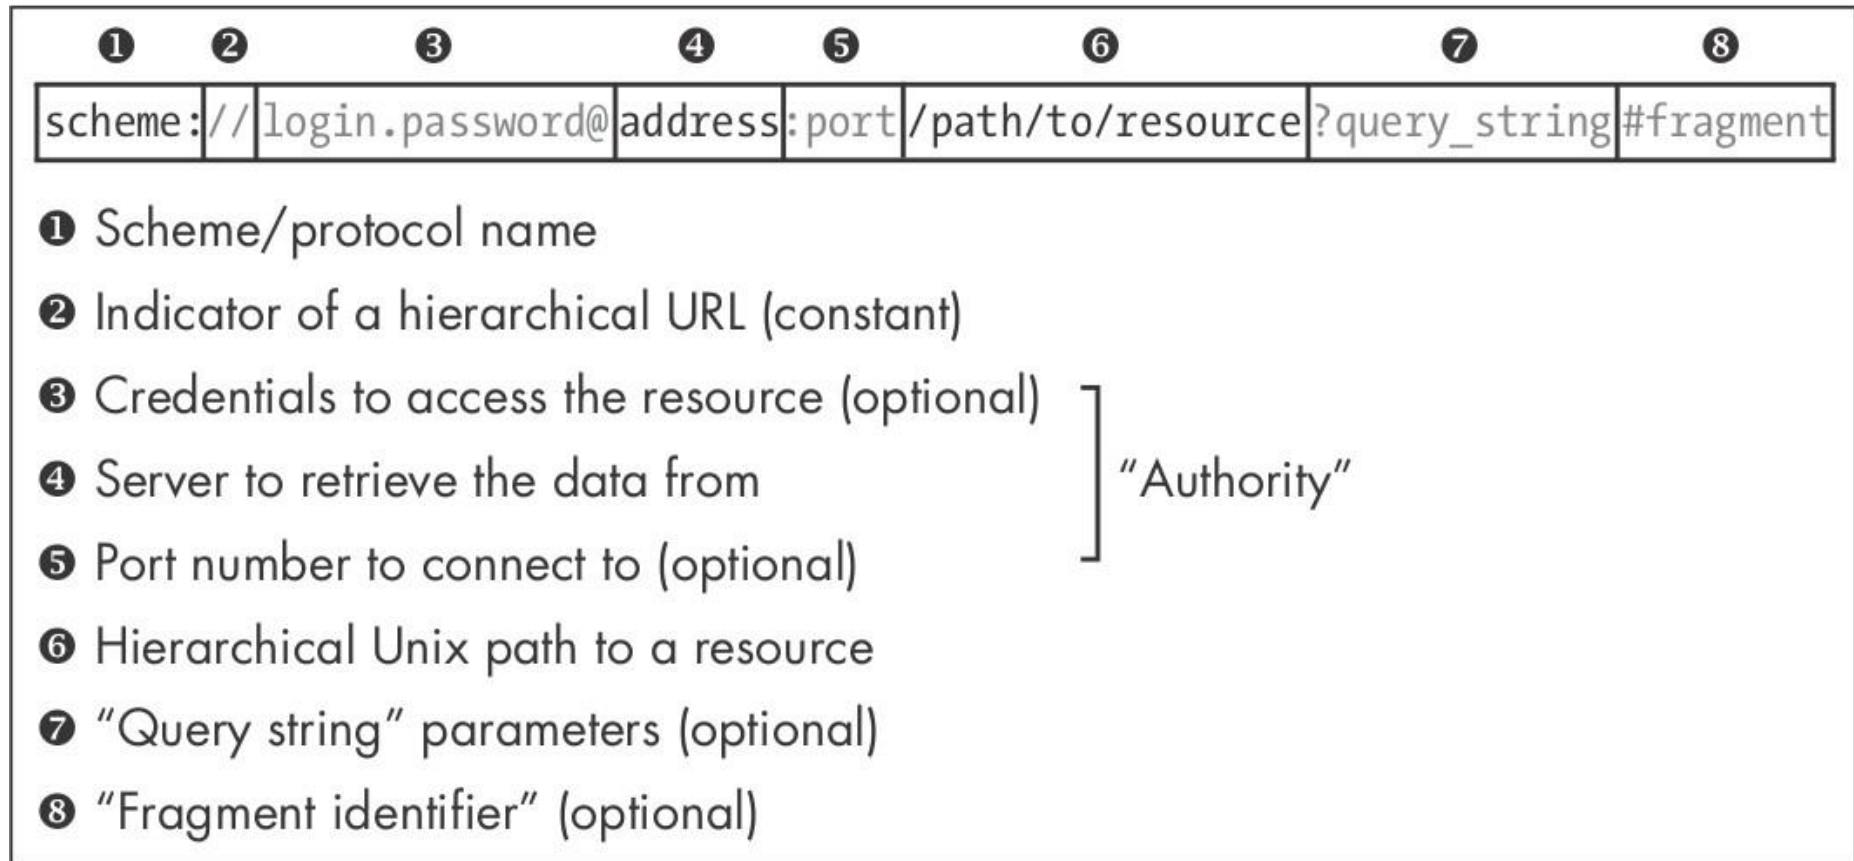 ❶ ❷ ❸ ❹ ❺ ❻ ❼ ❽
scheme://login.password@address:port/path/to/resource?query_string#fragment
❶ Scheme/protocol name
❷ Indicator of a hierarchical URL (constant)
❸ Credentials to access the resource (optional)
❹ Server to retrieve the data from
“Authority”
❺ Port number to connect to (optional)
❻ Hierarchical Unix path to a resource
❼ “Query string” parameters (optional)
❽ “Fragment identifier” (optional)